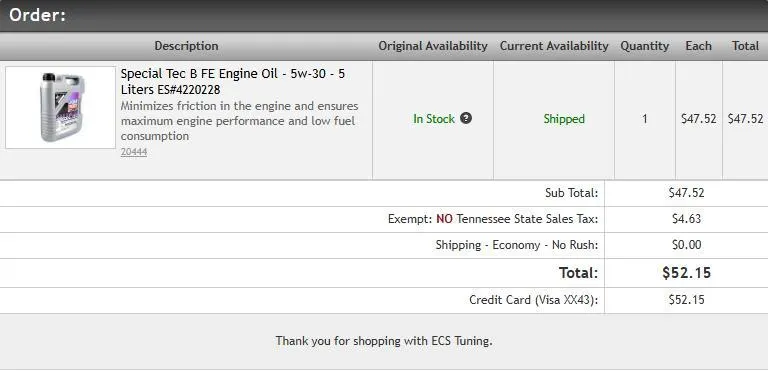 Order:
Description Original Availability Current Availability Quantity Each Total
Special Tec B FE Engine Oil - 5w-30 - 5
Liters ES#4220228
Minimizes friction in the engine and ensures
maximum engine performance and low fuel
consumption
20444
In Stock ? Shipped 1 $47.52 $47.52
Sub Total: $47.52
Exempt: NO Tennessee State Sales Tax: $4.63
Shipping - Economy - No Rush: $0.00
Total: $52.15
Credit Card (Visa XX43): $52.15
Thank you for shopping with ECS Tuning.